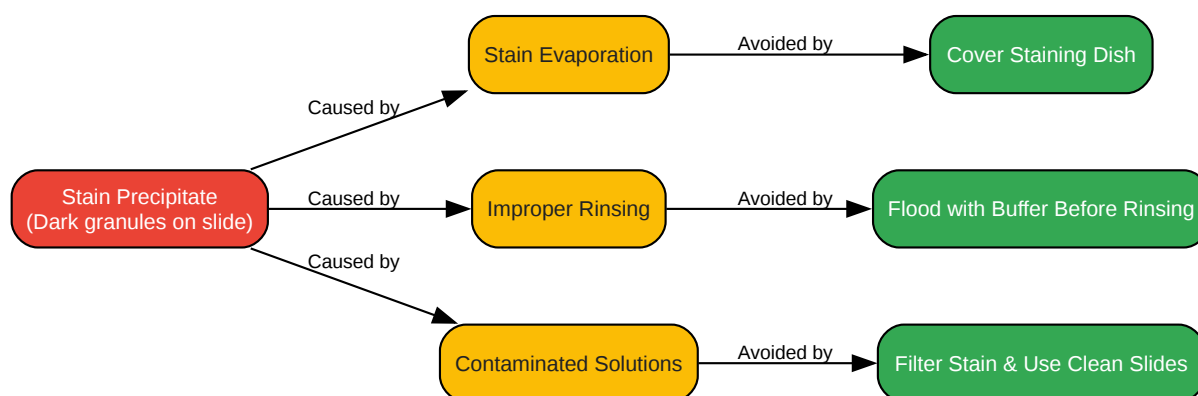 Stain Evaporation
Avoided by
Cover Staining Dish
Caused by
Stain Precipitate
(Dark granules on slide)
Caused by
Improper Rinsing
Avoided by
Flood with Buffer Before Rinsing
Caused by
Contaminated Solutions
Avoided by
Filter Stain & Use Clean Slides